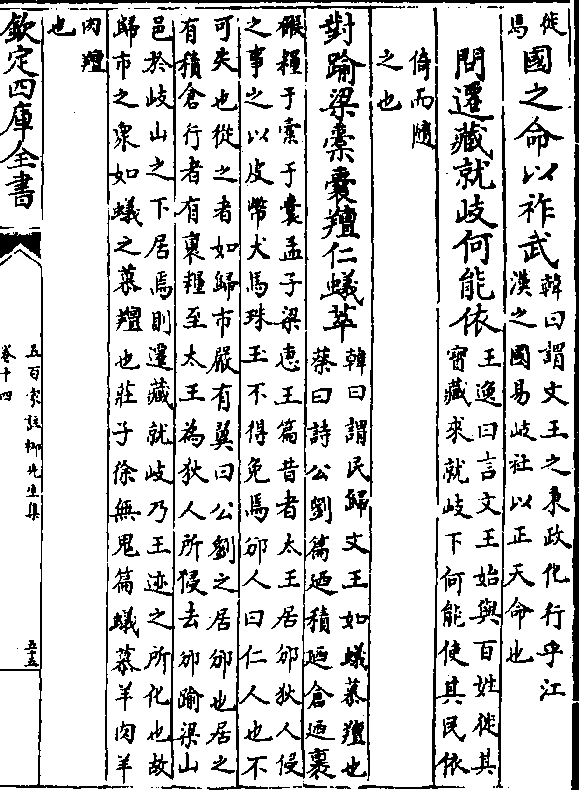 徙國之命以祚武韓曰謂文王之秉政化行乎江
焉漢之國易岐社以正天命也
問遷藏就岐何能依王逸曰言文王始與百姓徙其
寳藏來就岐下何能使其民依
倚而隨
之也
對踰梁橐囊羶仁蟻萃韓曰謂民歸文王如蟻慕羶也
蔡曰詩公劉篇迺積迺倉迺裹
糇糧于橐于囊孟子梁恵王篇昔者太王居邠狄人侵
之事之以皮幣犬馬珠玉不得免焉邠人曰仁人也不
可失也從之者如歸市嚴有翼曰公劉之居邠也居之
有積倉行者有裹糧至太王為狄人所侵去邠踰梁山
邑於岐山之下居焉則遷藏就岐乃王迹之所化也故
歸市之衆如蟻之慕羶也莊子徐無鬼篇蟻慕羊肉羊
肉羶
也
欽定四庫全書
五百家註柳先生集
卷十四
五五